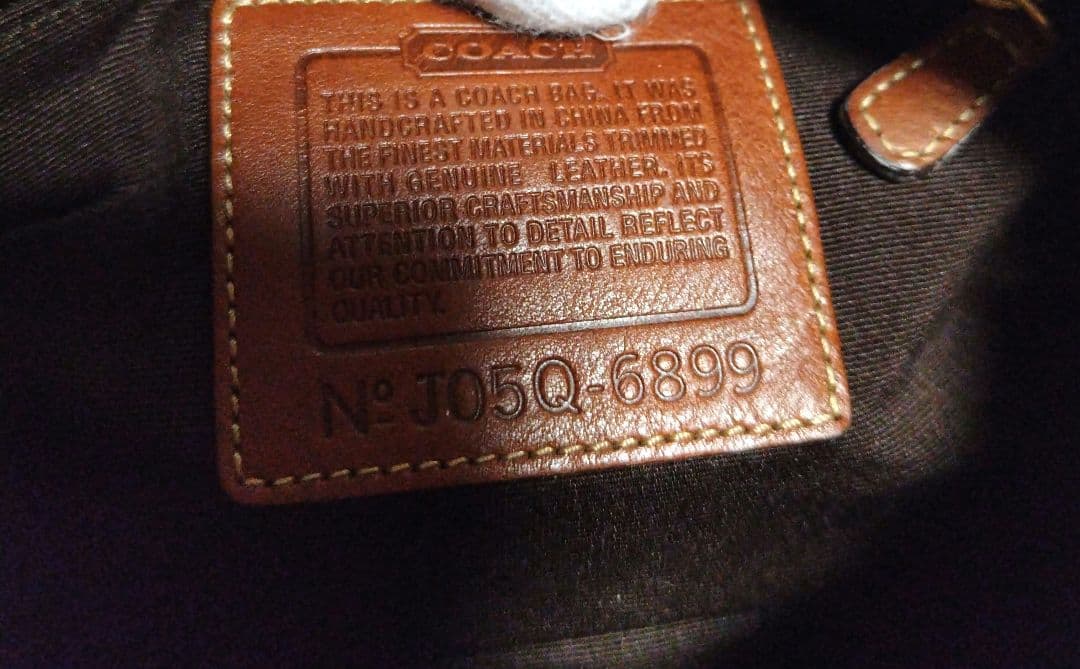 COACH
THIS IS A COACH BAG. IT WAS
HANDCRAFTED IN CHINA FROM
THE FINEST MATERIALS TRIMMED
WITH GENUINE LEATHER. ITS
SUPERIOR CRAFTSMANSHIP AND
ATTENTION TO DETAIL REFLECT
OUR COMMITMENT TO ENDURING
QUALITY.
Nº J05Q-6899